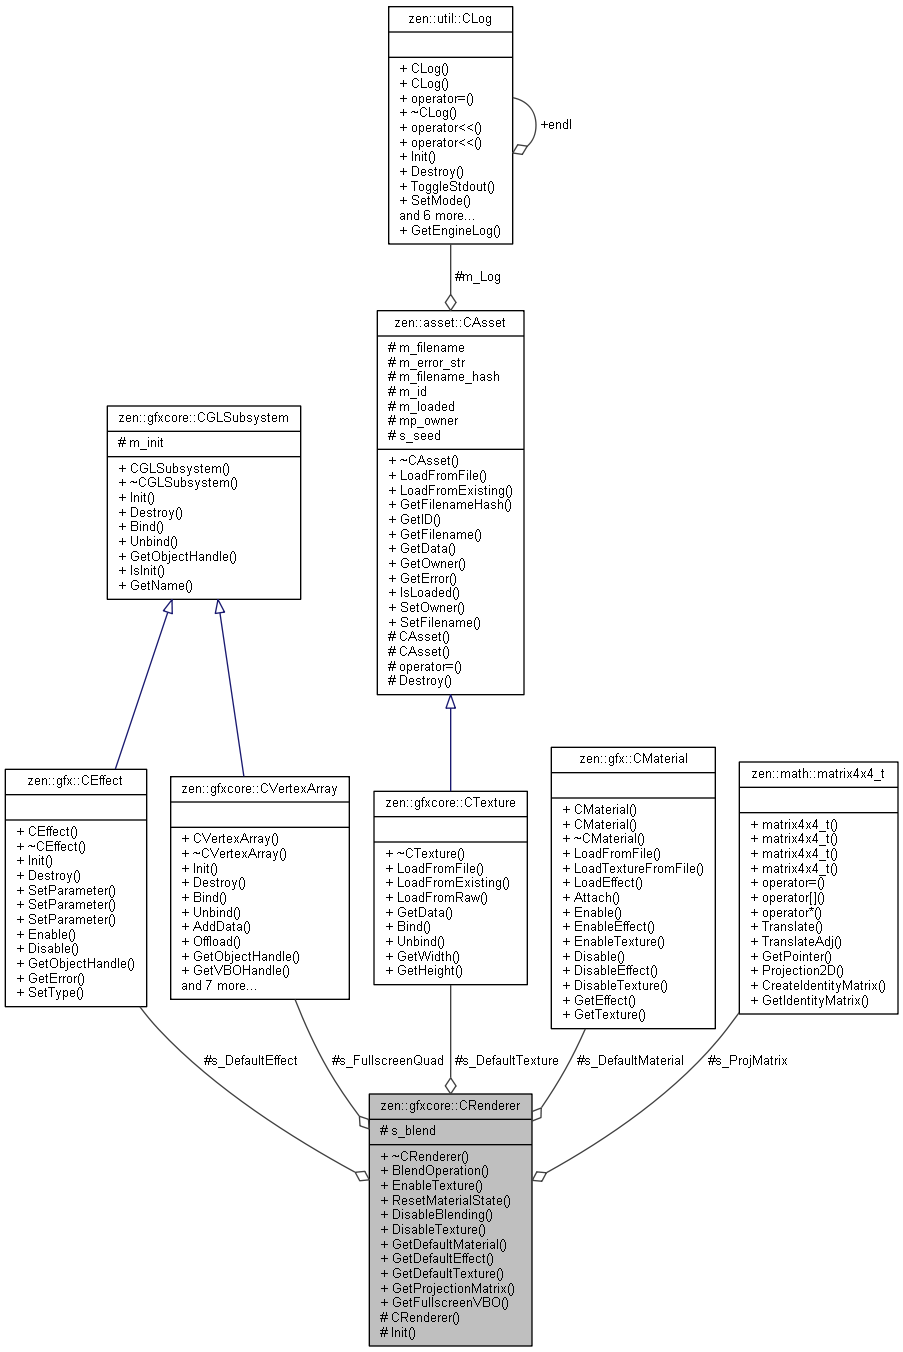 zen::util::CLog
+ CLog()
+ CLog()
+ operator=()
+ ~CLog()
+ operator<<()
+ operator<<()
+ Init()
+ Destroy()
+ ToggleStdout()
+ SetMode()
and 6 more...
+ GetEngineLog()
+endl
#m_Log
zen::asset::CAsset
# m_filename
# m_error_str
# m_filename_hash
# m_id
# m_loaded
# mp_owner
# s_seed
+ ~CAsset()
+ LoadFromFile()
+ LoadFromExisting()
+ GetFilenameHash()
+ GetID()
+ GetFilename()
+ GetData()
+ GetOwner()
+ GetError()
+ IsLoaded()
+ SetOwner()
+ SetFilename()
# CAsset()
# CAsset()
# operator=()
# Destroy()
zen::gfxcore::CGLSubsystem
# m_init
+ CGLSubsystem()
+ ~CGLSubsystem()
+ Init()
+ Destroy()
+ Bind()
+ Unbind()
+ GetObjectHandle()
+ IsInit()
+ GetName()
zen::gfx::CEffect
+ CEffect()
+ ~CEffect()
+ Init()
+ Destroy()
+ SetParameter()
+ SetParameter()
+ SetParameter()
+ Enable()
+ Disable()
+ GetObjectHandle()
+ GetError()
+ SetType()
zen::gfxcore::CVertexArray
+ CVertexArray()
+ ~CVertexArray()
+ Init()
+ Destroy()
+ Bind()
+ Unbind()
+ AddData()
+ Offload()
+ GetObjectHandle()
+ GetVBOHandle()
and 7 more...
zen::gfxcore::CTexture
+ ~CTexture()
+ LoadFromFile()
+ LoadFromExisting()
+ LoadFromRaw()
+ GetData()
+ Bind()
+ Unbind()
+ GetWidth()
+ GetHeight()
zen::gfx::CMaterial
+ CMaterial()
+ CMaterial()
+ ~CMaterial()
+ LoadFromFile()
+ LoadTextureFromFile()
+ LoadEffect()
+ Attach()
+ Enable()
+ EnableEffect()
+ EnableTexture()
+ Disable()
+ DisableEffect()
+ DisableTexture()
+ GetEffect()
+ GetTexture()
zen::math::matrix4x4_t
+ matrix4x4_t()
+ matrix4x4_t()
+ matrix4x4_t()
+ matrix4x4_t()
+ operator=()
+ operator[]()
+ operator*()
+ Translate()
+ TranslateAdj()
+ GetPointer()
+ Projection2D()
+ CreateIdentityMatrix()
+ GetIdentityMatrix()
#s_DefaultEffect
#s_FullscreenQuad
#s_DefaultTexture
#s_DefaultMaterial
#s_ProjMatrix
zen::gfxcore::CRenderer
# s_blend
+ ~CRenderer()
+ BlendOperation()
+ EnableTexture()
+ ResetMaterialState()
+ DisableBlending()
+ DisableTexture()
+ GetDefaultMaterial()
+ GetDefaultEffect()
+ GetDefaultTexture()
+ GetProjectionMatrix()
+ GetFullscreenVBO()
# CRenderer()
# Init()